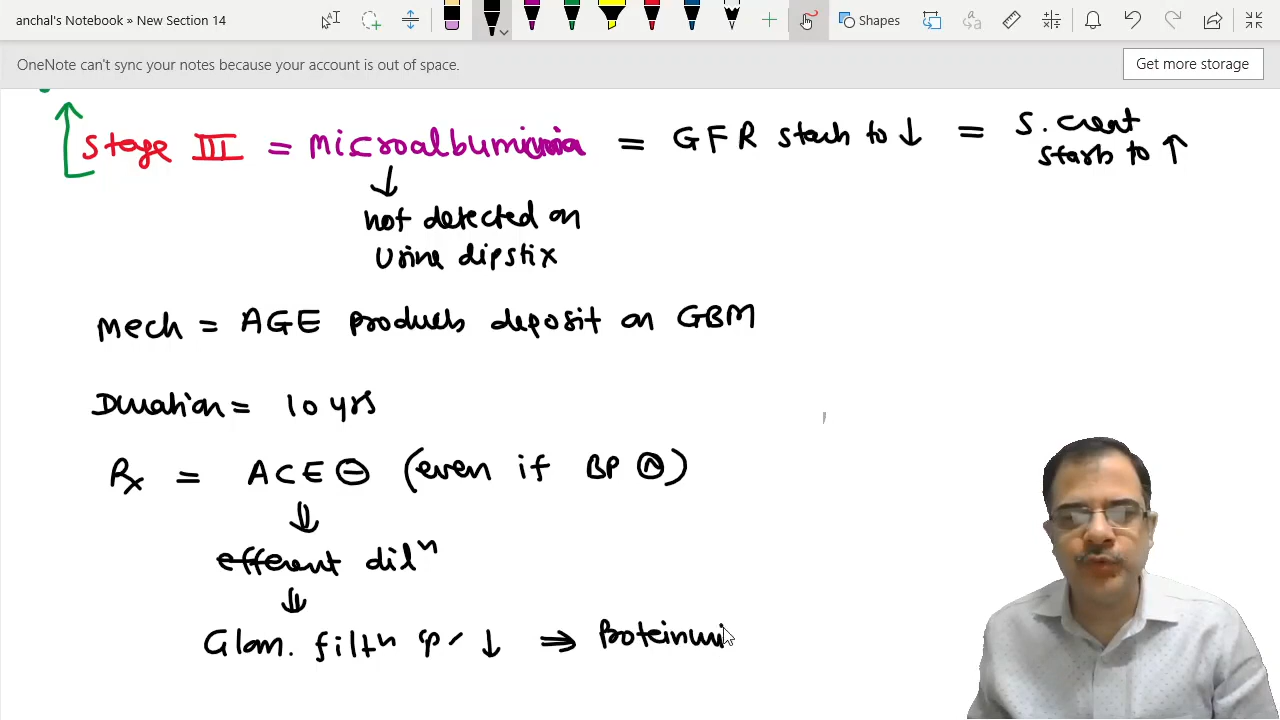 anchal's Notebook » New Section 14
Shapes
OneNote can't sync your notes because your account is out of space.
Get more storage
Stage III = Microalbuminuria = GFR starts to ↓ = S. creat
starts to ↑
↓
not detected on
Urine dipstix
Mech = AGE products deposit on GBM
Duration = 10 yrs
Rx = ACE ⊖ (even if BP Ⓝ)
⇓
efferent dilⁿ
⇓
Glom. filtⁿ ↓ ⇒ Proteinuri